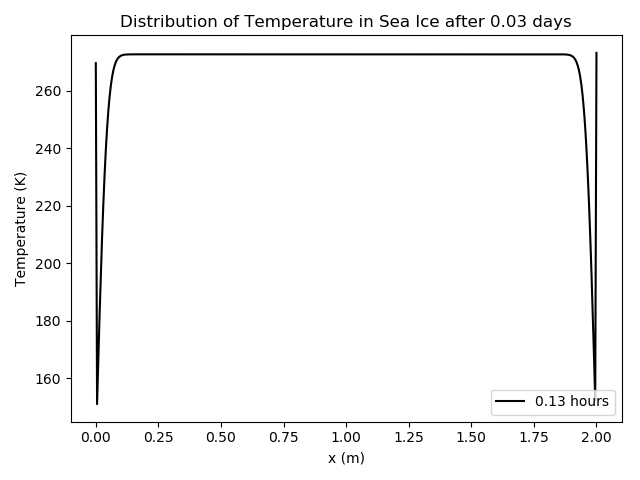 Distribution of Temperature in Sea Ice after 0.03 days
Temperature (K)
260
240
220
200
180
160
0.13 hours
0.00 0.25 0.50 0.75 1.00 1.25 1.50 1.75 2.00
x (m)